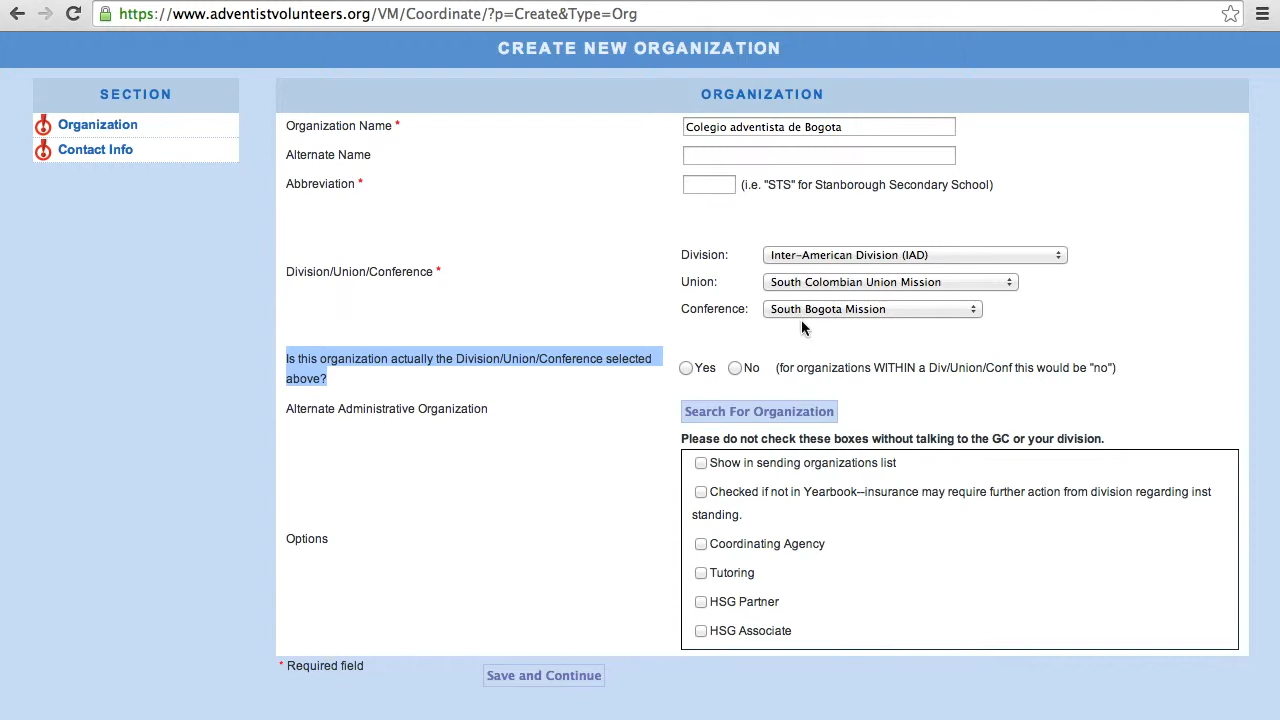 https://www.adventistvolunteers.org/VM/Coordinate/?p=Create&Type=Org
CREATE NEW ORGANIZATION
SECTION
Organization
Contact Info
ORGANIZATION
Organization Name *
Colegio adventista de Bogota
Alternate Name
Abbreviation *
(i.e. "STS" for Stanborough Secondary School)
Division/Union/Conference *
Division: Inter-American Division (IAD)
Union: South Colombian Union Mission
Conference: South Bogota Mission
Is this organization actually the Division/Union/Conference selected
above?
Yes No (for organizations WITHIN a Div/Union/Conf this would be "no")
Alternate Administrative Organization
Search For Organization
Please do not check these boxes without talking to the GC or your division.
Options
Show in sending organizations list
Checked if not in Yearbook--insurance may require further action from division regarding inst
standing.
Coordinating Agency
Tutoring
HSG Partner
HSG Associate
* Required field
Save and Continue